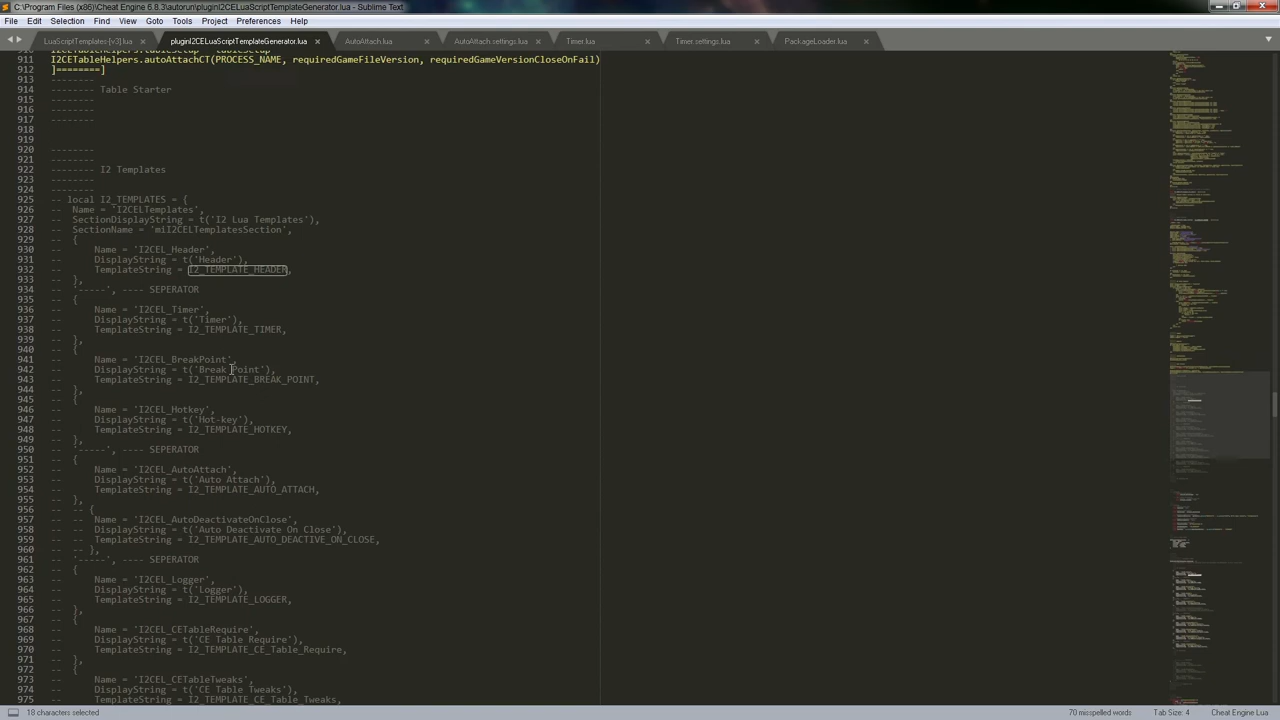 C:\Program Files (x86)\Cheat Engine 6.8.3\autorun\pluginI2CELuaScriptTemplateGenerator.lua - Sublime Text
File Edit Selection Find View Goto Tools Project Preferences Help
LuaScriptTemplates [v3].lua × pluginI2CELuaScriptTemplateGenerator.lua × AutoAttach.lua × AutoAttach.settings.lua × Timer.lua × Timer.settings.lua × PackageLoader.lua ×
910 I2CETableHelpers.tableSetup = tableSetup
911 I2CETableHelpers.autoAttachCT(PROCESS_NAME, requiredGameFileVersion, requiredGameVersionCloseOnFail)
912 ]========]
913 --------
914 -------- Table Starter
915 --------
916 --------
917 --------
918
919
920 --------
921 --------
922 -------- I2 Templates
923 --------
924 --------
925 -- local I2_TEMPLATES = {
926 -- Name = 'I2CELTemplates',
927 -- SectionDisplayString = t('I2 Lua Templates'),
928 -- SectionName = 'miI2CELTemplatesSection',
929 -- {
930 -- Name = 'I2CEL_Header',
931 -- DisplayString = t('Header'),
932 -- TemplateString = I2_TEMPLATE_HEADER,
933 -- },
934 -- '-----', ---- SEPERATOR
935 -- {
936 -- Name = 'I2CEL_Timer',
937 -- DisplayString = t('Timer'),
938 -- TemplateString = I2_TEMPLATE_TIMER,
939 -- },
940 -- {
941 -- Name = 'I2CEL_BreakPoint',
942 -- DisplayString = t('Break Point'),
943 -- TemplateString = I2_TEMPLATE_BREAK_POINT,
944 -- },
945 -- {
946 -- Name = 'I2CEL_Hotkey',
947 -- DisplayString = t('Hot-key'),
948 -- TemplateString = I2_TEMPLATE_HOTKEY,
949 -- },
950 -- '-----', ---- SEPERATOR
951 -- {
952 -- Name = 'I2CEL_AutoAttach',
953 -- DisplayString = t('Auto Attach'),
954 -- TemplateString = I2_TEMPLATE_AUTO_ATTACH,
955 -- },
956 -- -- {
957 -- -- Name = 'I2CEL_AutoDeactivateOnClose',
958 -- -- DisplayString = t('Auto Deactivate On Close'),
959 -- -- TemplateString = I2_TEMPLATE_AUTO_DEACTIVE_ON_CLOSE,
960 -- -- },
961 -- '-----', ---- SEPERATOR
962 -- {
963 -- Name = 'I2CEL_Logger',
964 -- DisplayString = t('Logger'),
965 -- TemplateString = I2_TEMPLATE_LOGGER,
966 -- },
967 -- {
968 -- Name = 'I2CEL_CETableRequire',
969 -- DisplayString = t('CE Table Require'),
970 -- TemplateString = I2_TEMPLATE_CE_Table_Require,
971 -- },
972 -- {
973 -- Name = 'I2CEL_CETableTweaks',
974 -- DisplayString = t('CE Table Tweaks'),
975 -- TemplateString = I2_TEMPLATE_CE_Table_Tweaks,
18 characters selected 70 misspelled words Tab Size: 4 Cheat Engine Lua